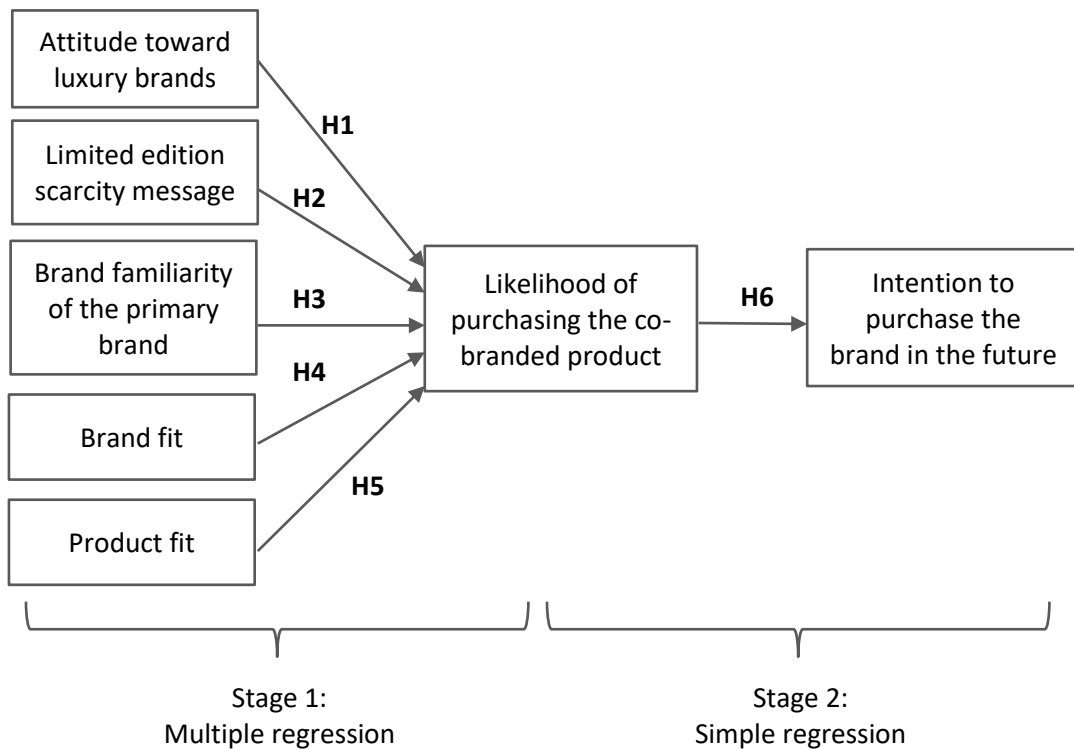 Attitude toward
luxury brands
H1
Limited edition
scarcity message
H2
Brand familiarity
of the primary
brand
H3
H4
Brand fit
H5
Product fit
Likelihood of
purchasing the co-
branded product
H6
Intention to
purchase the
brand in the future
Stage 1:
Multiple regression
Stage 2:
Simple regression